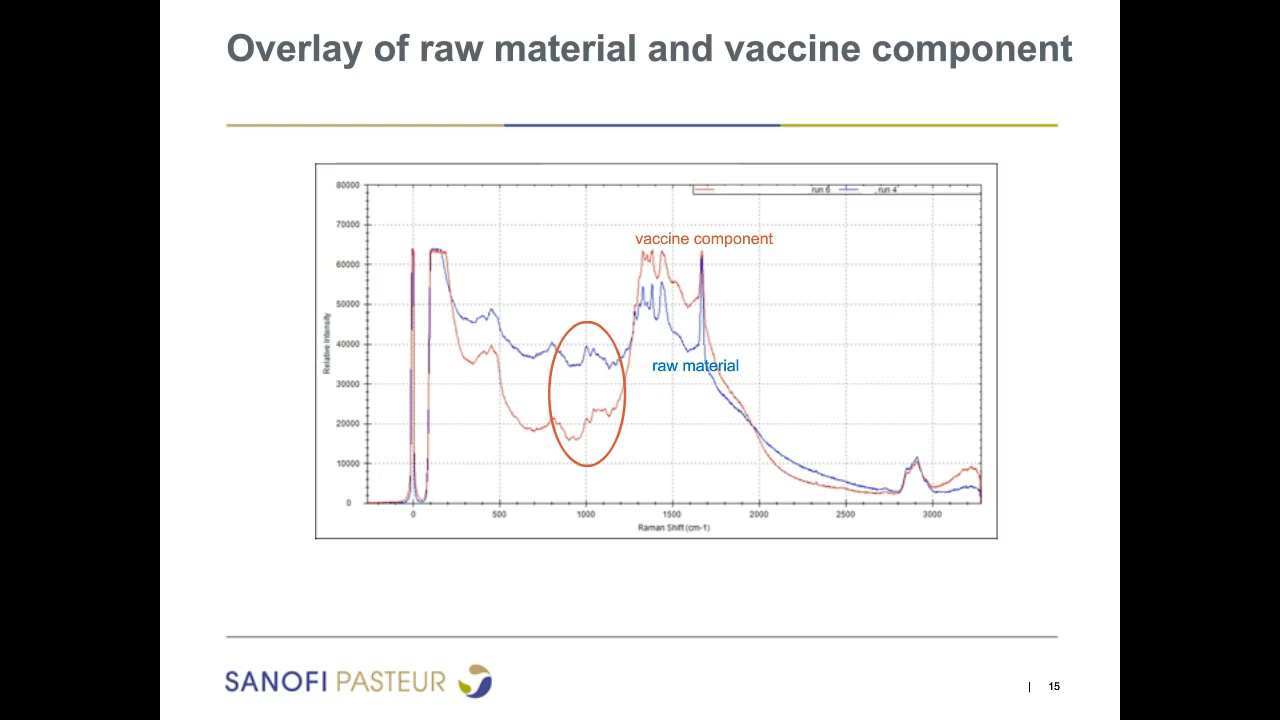 Overlay of raw material and vaccine component
80000
run 6
run 4
70000
vaccine component
60000
50000
40000
raw material
30000
20000
10000
0
Relative Intensity
0 500 1000 1500 2000 2500 3000
Raman Shift (cm-1)
SANOFI PASTEUR
| 15